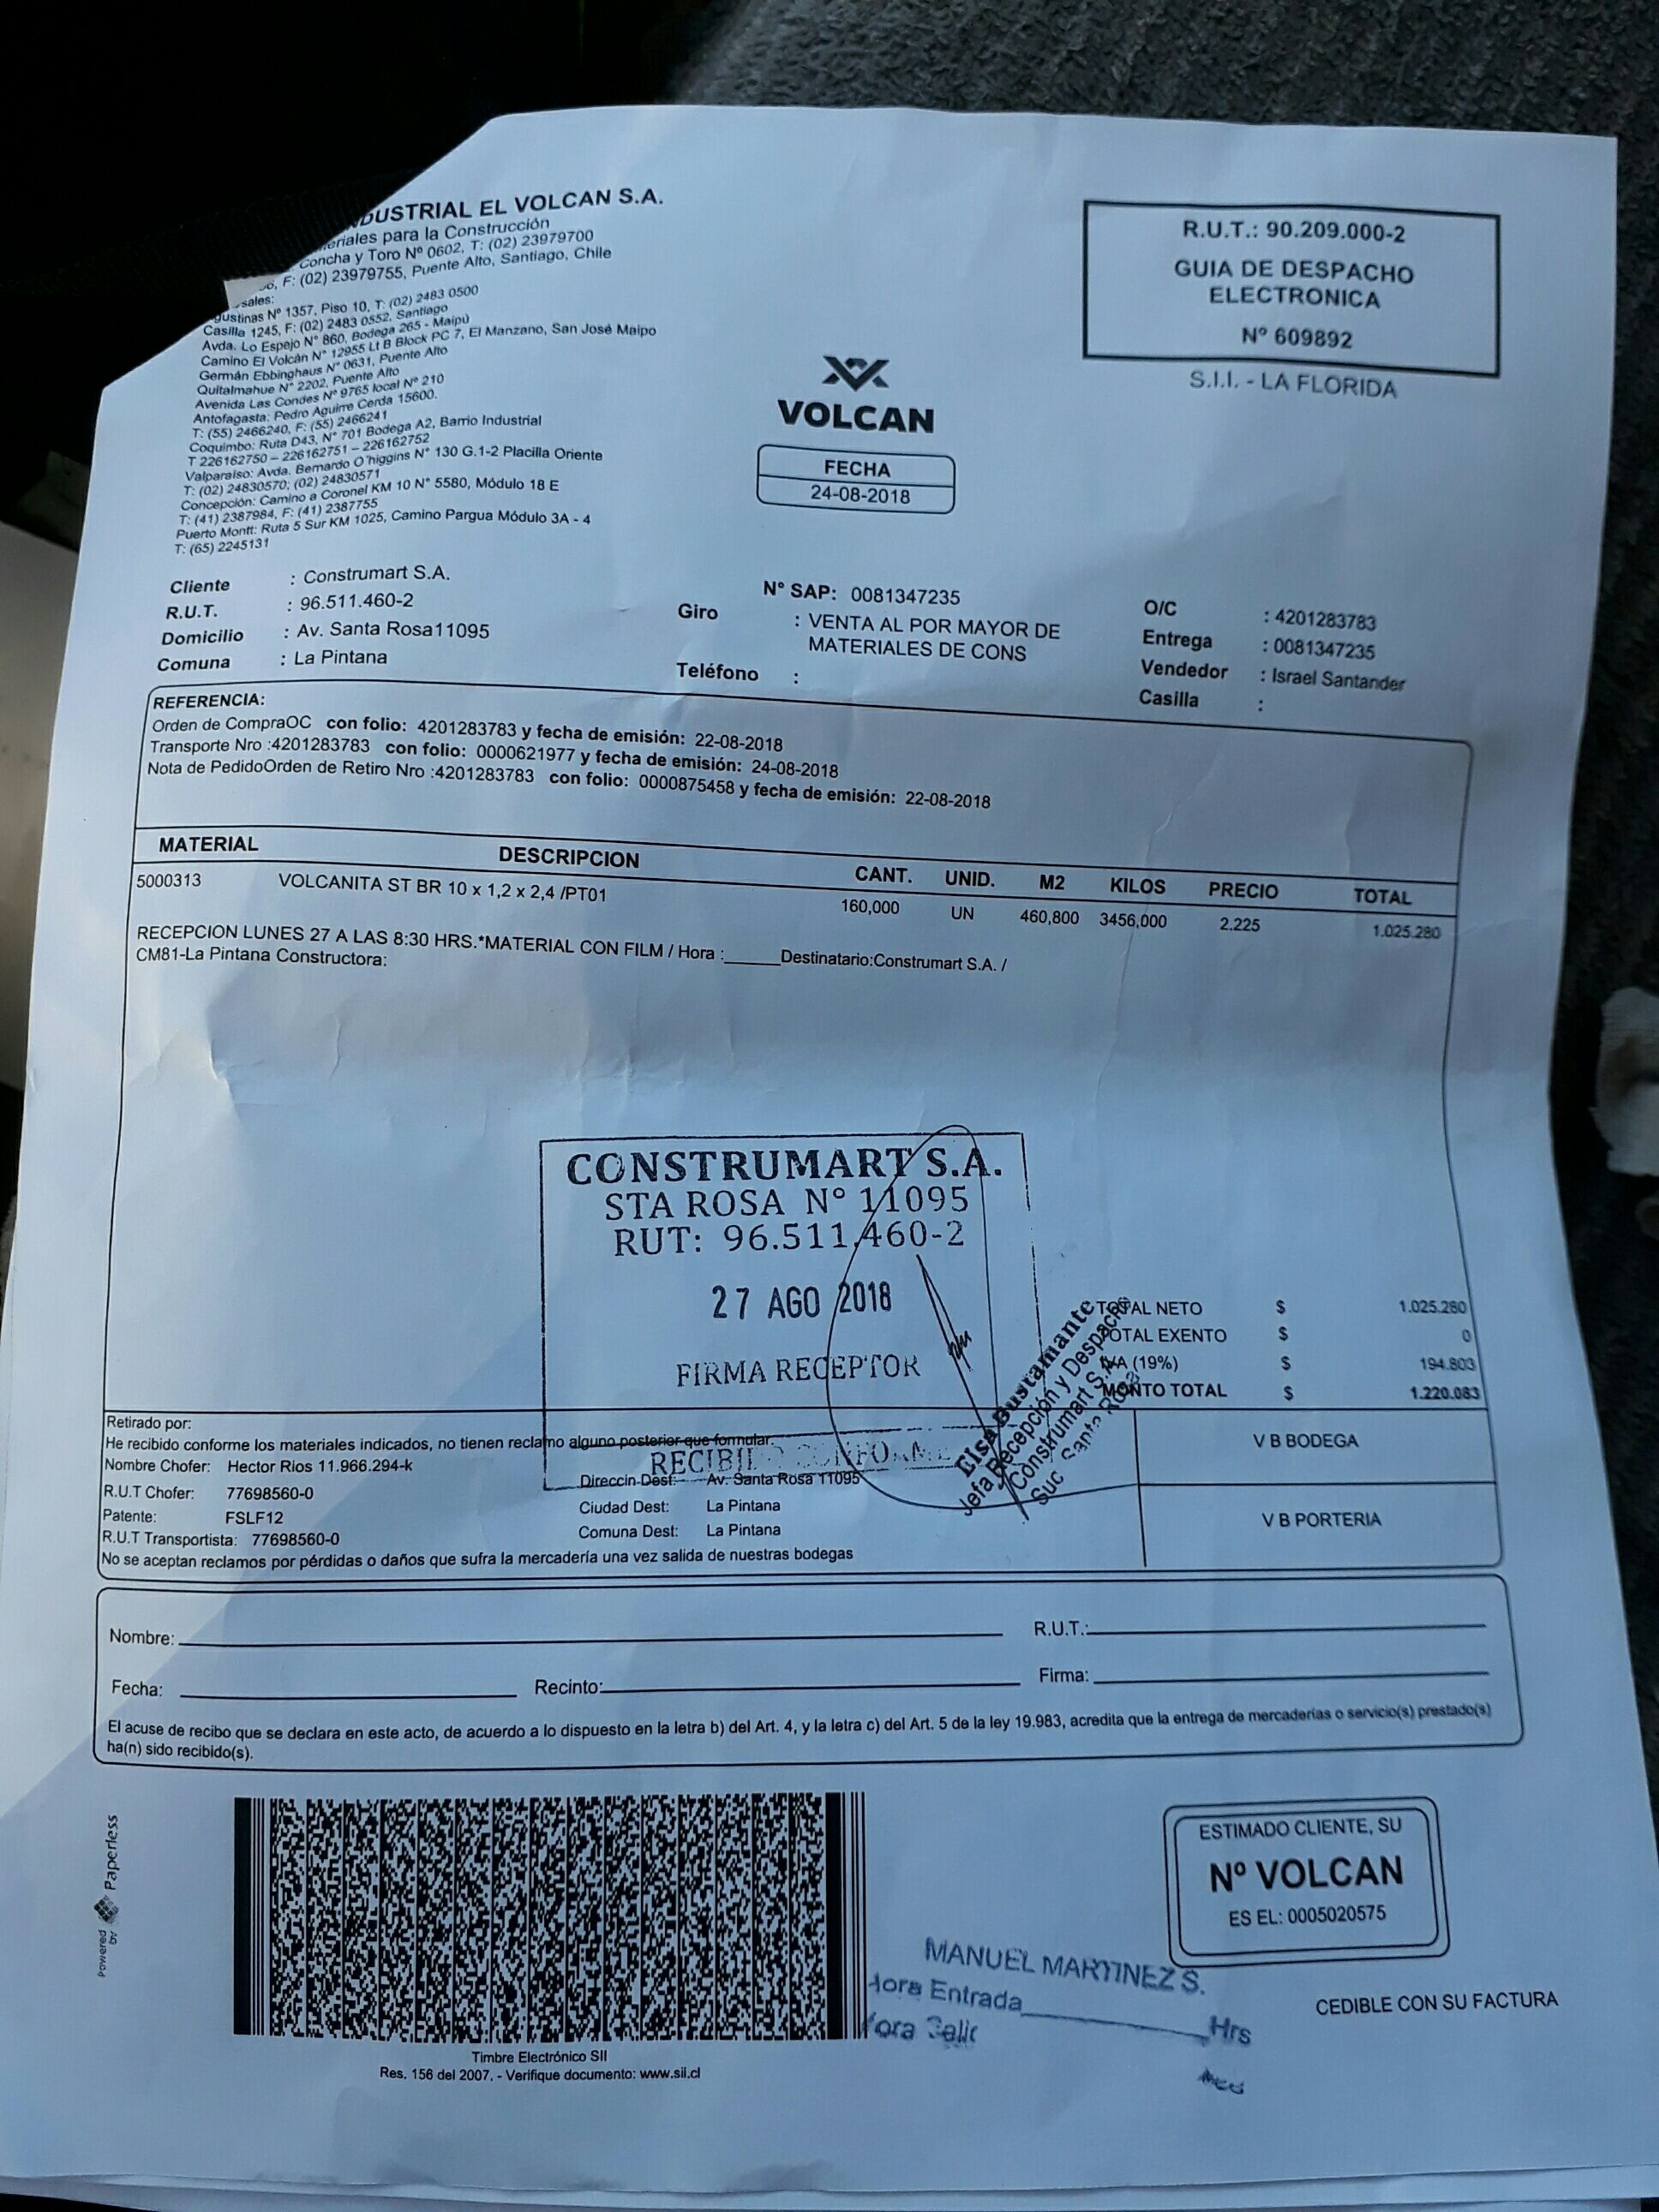 DUSTRIAL EL VOLCAN S.A.
eriales para la Construcción
Concha y Toro Nº 0602, T: (02) 23979700
F: (02) 23979755, Puente Alto, Santiago, Chile
sales:
gustinas Nº 1357, Piso 10, T: (02) 2483 0500
Casilla 1245, F: (02) 2483 0552, Santiago
Avda. Lo Espejo N° 860, Bodega 265 - Maipú
Camino El Volcán N° 12955 Lt B Block PC 7, El Manzano, San José Maipo
Germán Ebbinghaus N° 0631, Puente Alto
Quitalmahue N° 2202, Puente Alto
Avenida Las Condes N° 9765 local N° 210
Antofagasta: Pedro Aguirre Cerda 15600.
T: (55) 2466240, F: (55) 2466241
Coquimbo: Ruta D43, N° 701 Bodega A2, Barrio Industrial
T 226162750 – 226162751 – 226162752
Valparaíso: Avda. Bernardo O'higgins N° 130 G.1-2 Placilla Oriente
T: (02) 24830570; (02) 24830571
Concepción: Camino a Coronel KM 10 N° 5580, Módulo 18 E
T: (41) 2387984, F: (41) 2387755
Puerto Montt: Ruta 5 Sur KM 1025, Camino Pargua Módulo 3A - 4
T: (65) 2245131
VOLCAN
FECHA
24-08-2018
R.U.T.: 90.209.000-2
GUIA DE DESPACHO
ELECTRONICA
Nº 609892
S.I.I. - LA FLORIDA
Cliente : Construmart S.A.
R.U.T. : 96.511.460-2
Domicilio : Av. Santa Rosa11095
Comuna : La Pintana
N° SAP: 0081347235
Giro : VENTA AL POR MAYOR DE
MATERIALES DE CONS
Teléfono :
O/C : 4201283783
Entrega : 0081347235
Vendedor : Israel Santander
Casilla :
REFERENCIA:
Orden de CompraOC con folio: 4201283783 y fecha de emisión: 22-08-2018
Transporte Nro :4201283783 con folio: 0000621977 y fecha de emisión: 24-08-2018
Nota de PedidoOrden de Retiro Nro :4201283783 con folio: 0000875458 y fecha de emisión: 22-08-2018
MATERIAL DESCRIPCION CANT. UNID. M2 KILOS PRECIO TOTAL
5000313 VOLCANITA ST BR 10 x 1,2 x 2,4 /PT01 160,000 UN 460,800 3456,000 2.225 1.025.280
RECEPCION LUNES 27 A LAS 8:30 HRS.*MATERIAL CON FILM / Hora :______Destinatario:Construmart S.A. /
CM81-La Pintana Constructora:
CONSTRUMART S.A.
STA ROSA N° 11095
RUT: 96.511.460-2
27 AGO 2018
FIRMA RECEPTOR
RECIBIDO CONFORME
Elsa Bustamante
Jefa Recepción y Despacho
Construmart S.A.
Suc Santa Rosa
TOTAL NETO $ 1.025.280
TOTAL EXENTO $ 0
IVA (19%) $ 194.803
MONTO TOTAL $ 1.220.083
Retirado por:
He recibido conforme los materiales indicados, no tienen reclamo alguno posterior que formular
Nombre Chofer: Hector Rios 11.966.294-k
R.U.T Chofer: 77698560-0
Patente: FSLF12
R.U.T Transportista: 77698560-0
Direccin Dest: Av. Santa Rosa 11095
Ciudad Dest: La Pintana
Comuna Dest: La Pintana
No se aceptan reclamos por pérdidas o daños que sufra la mercadería una vez salida de nuestras bodegas
V B BODEGA
V B PORTERIA
Nombre: R.U.T.:
Fecha: Recinto: Firma:
El acuse de recibo que se declara en este acto, de acuerdo a lo dispuesto en la letra b) del Art. 4, y la letra c) del Art. 5 de la ley 19.983, acredita que la entrega de mercaderías o servicio(s) prestado(s)
ha(n) sido recibido(s).
Powered by Paperless
Timbre Electrónico SII
Res. 156 del 2007. - Verifique documento: www.sii.cl
ESTIMADO CLIENTE, SU
Nº VOLCAN
ES EL: 0005020575
MANUEL MARTINEZ S.
Hora Entrada Hrs
CEDIBLE CON SU FACTURA